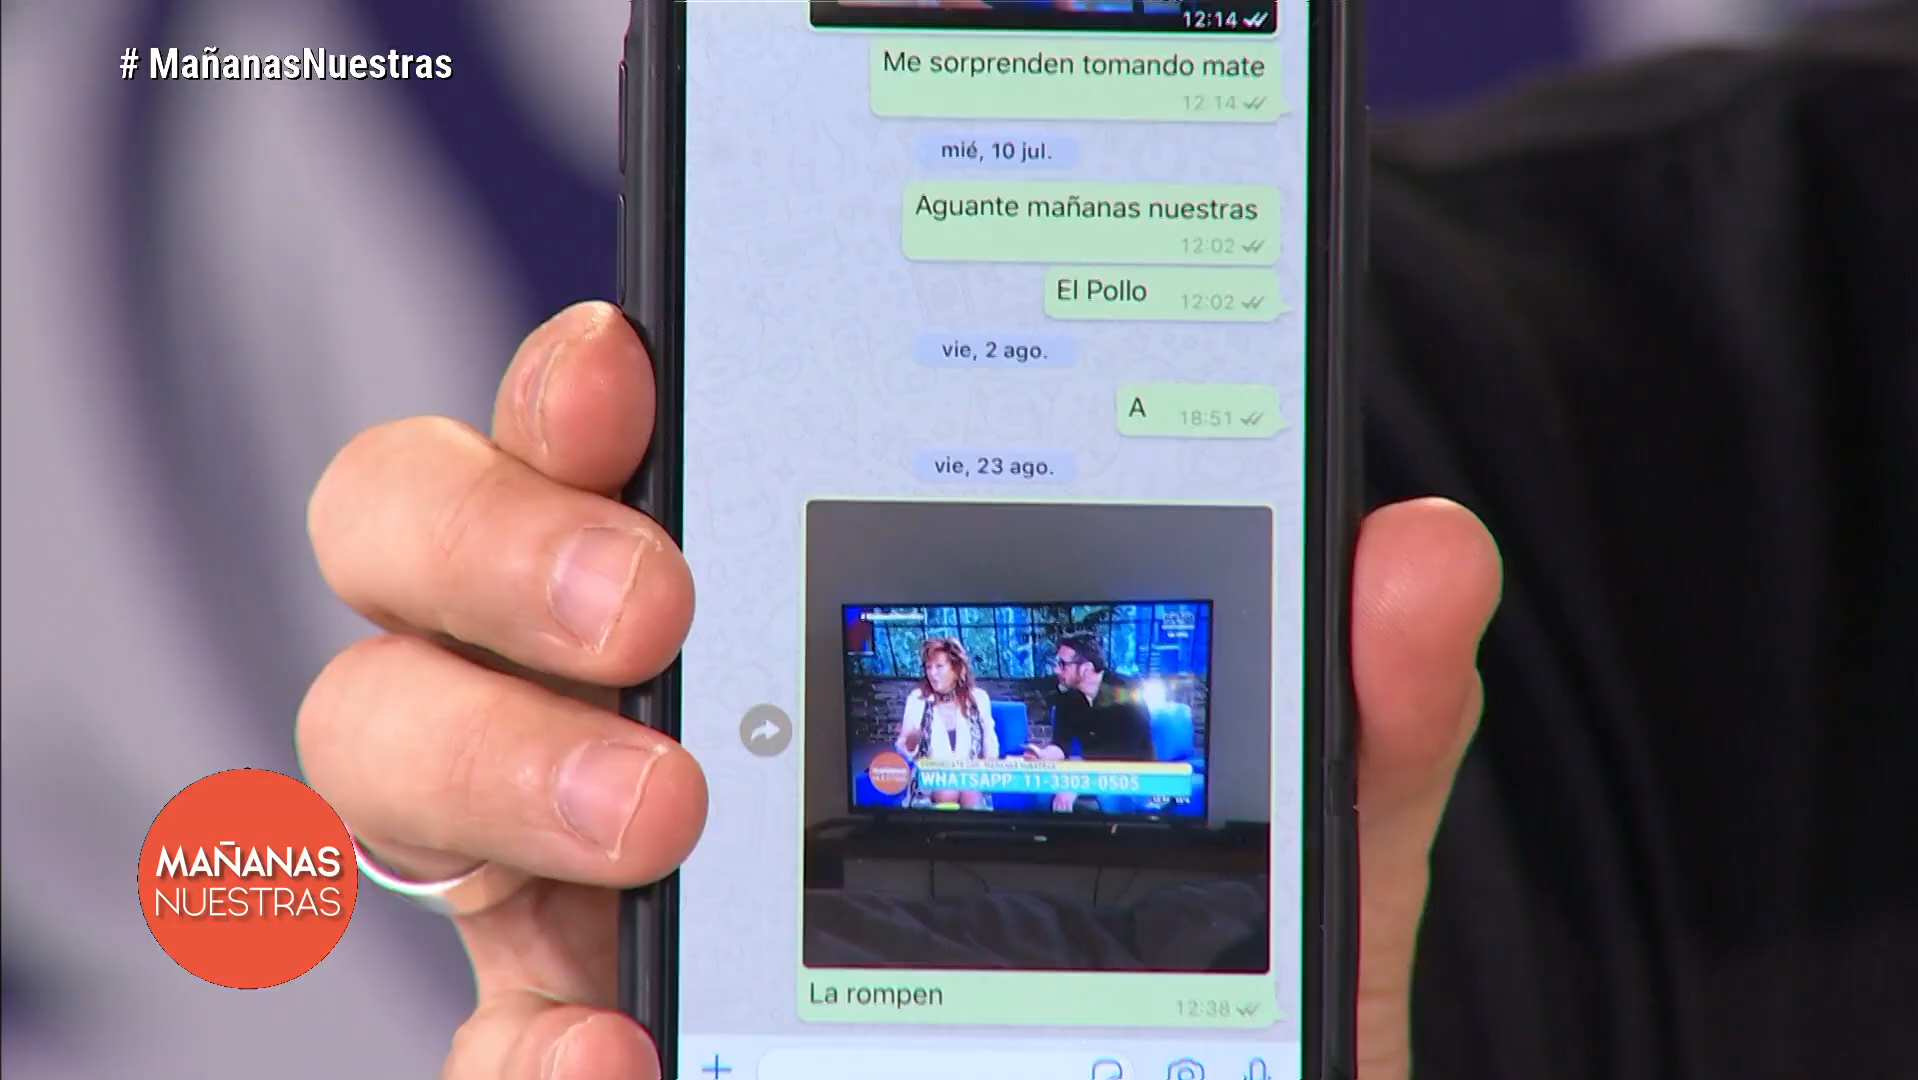 # MañanasNuestras
12:14
Me sorprenden tomando mate
12:14
mié, 10 jul.
Aguante mañanas nuestras
12:02
El Pollo 12:02
vie, 2 ago.
A 18:51
vie, 23 ago.
MAÑANAS
NUESTRAS
WHATSAPP: 11-3303-0505
La rompen
12:38
MAÑANAS
NUESTRAS